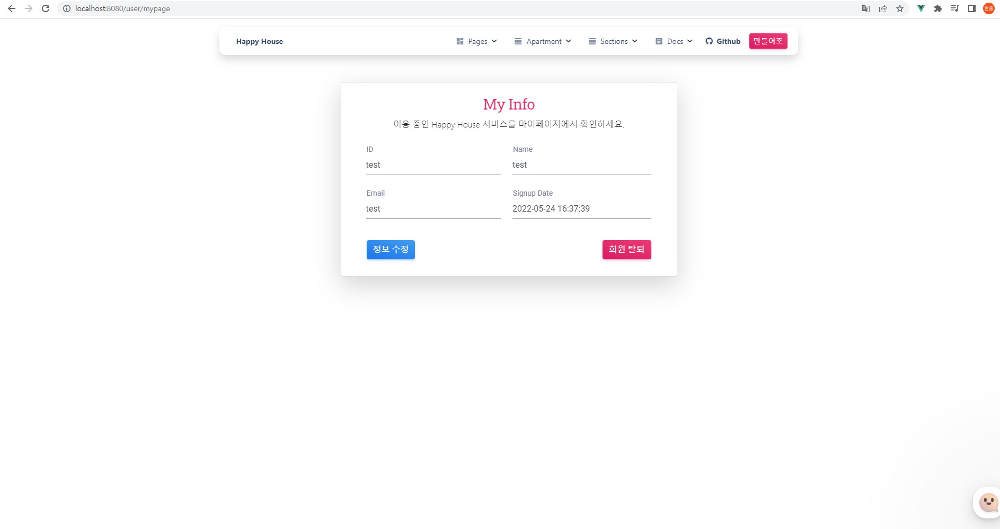 localhost:8080/user/mypage
한울
Happy House
Pages
Apartment
Sections
Docs
Github
만들어조
My Info
이용 중인 Happy House 서비스를 마이페이지에서 확인하세요.
ID
Name
test
test
Email
Signup Date
test
2022-05-24 16:37:39
정보 수정
회원 탈퇴